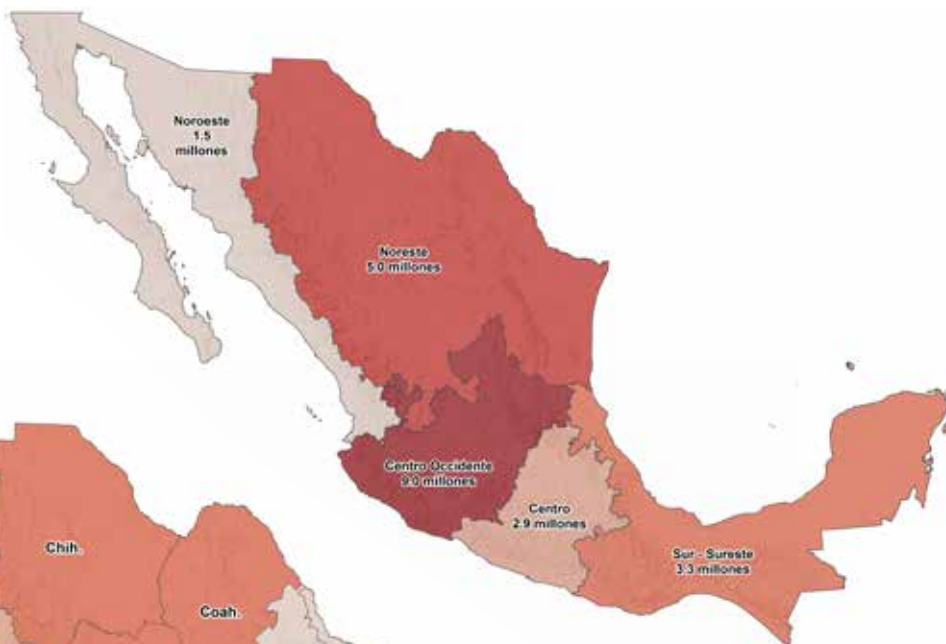 Noroeste
1.5
millones
Noreste
5.0 millones
Centro Occidente
9.0 millones
Centro
2.9 millones
Sur - Sureste
3.3 millones
Chih.
Coah.